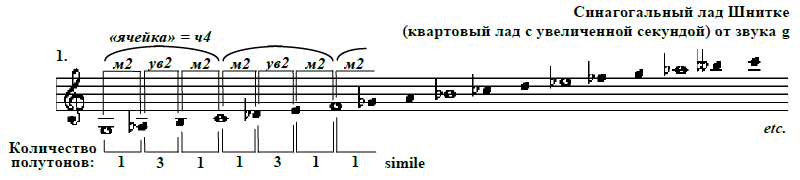 Синагогальный лад Шнитке
(квартовый лад с увеличенной секундой) от звука g
«ячейка» = ч4
1.
м2 ув2 м2 м2 ув2 м2 м2
etc.
Количество
полутонов: 1 3 1 1 3 1 1 simile